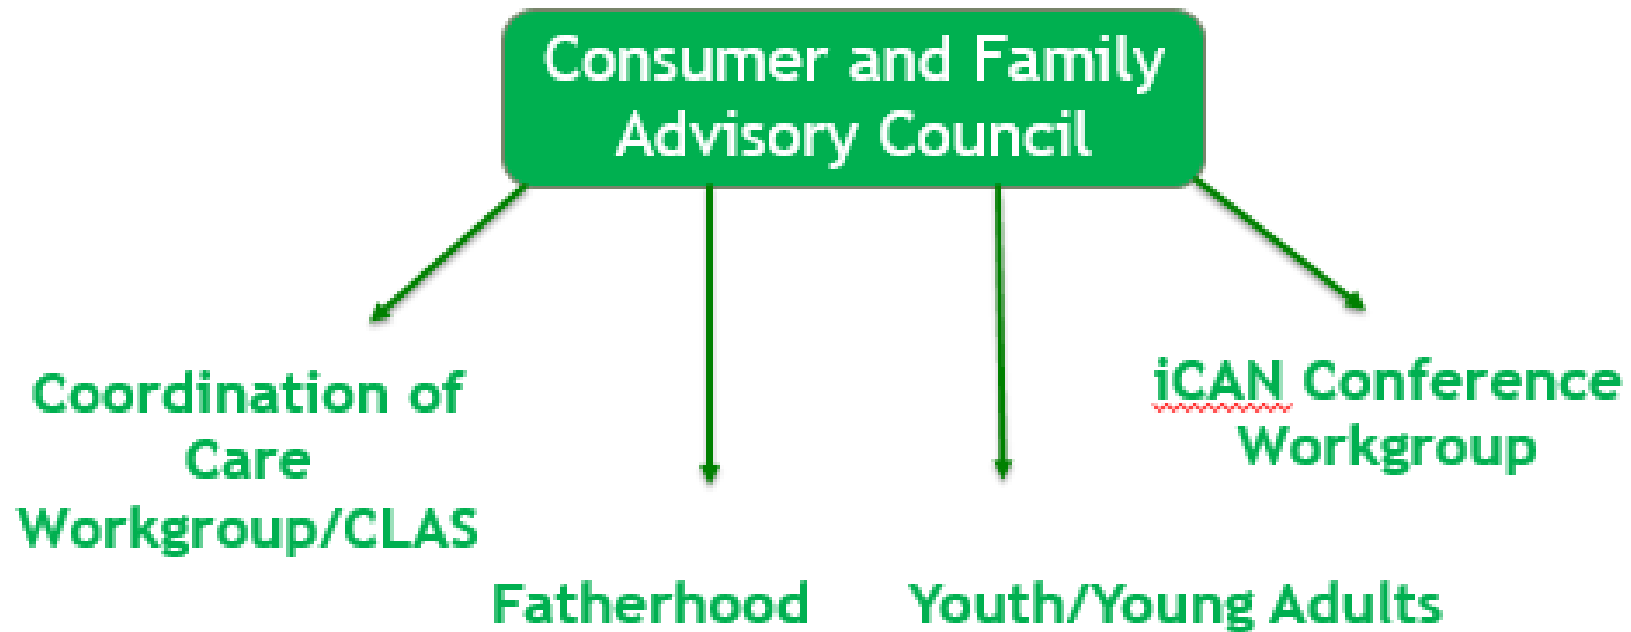 Consumer and Family
Advisory Council
Coordination of
Care
Workgroup/CLAS
Fatherhood
Youth/Young Adults
iCAN Conference
Workgroup